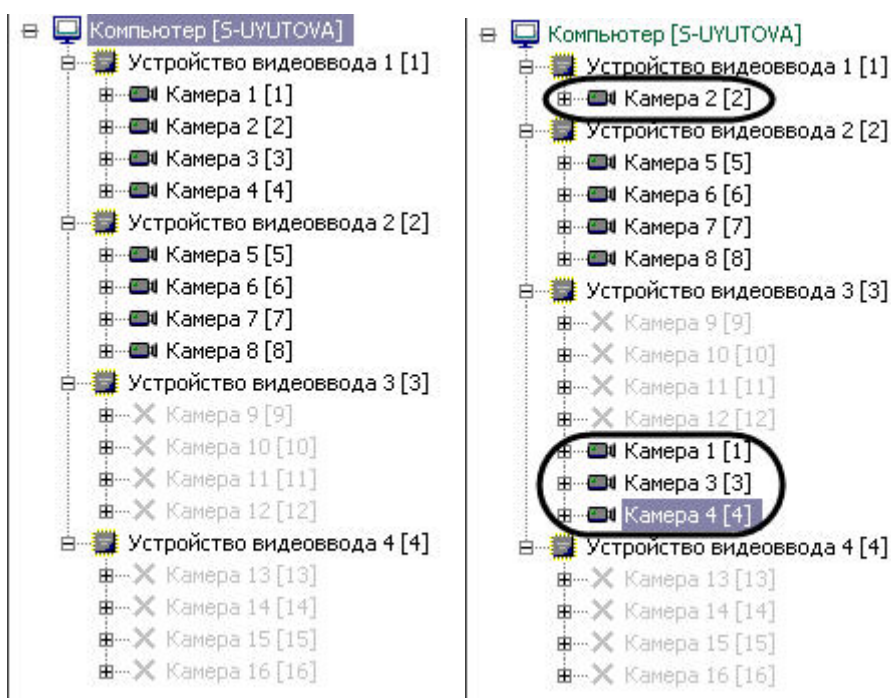 Компьютер [S-UYUTOVA]
Устройство видеоввода 1 [1]
Камера 1 [1]
Камера 2 [2]
Камера 3 [3]
Камера 4 [4]
Устройство видеоввода 2 [2]
Камера 5 [5]
Камера 6 [6]
Камера 7 [7]
Камера 8 [8]
Устройство видеоввода 3 [3]
Камера 9 [9]
Камера 10 [10]
Камера 11 [11]
Камера 12 [12]
Устройство видеоввода 4 [4]
Камера 13 [13]
Камера 14 [14]
Камера 15 [15]
Камера 16 [16]
Компьютер [S-UYUTOVA]
Устройство видеоввода 1 [1]
Камера 2 [2]
Устройство видеоввода 2 [2]
Камера 5 [5]
Камера 6 [6]
Камера 7 [7]
Камера 8 [8]
Устройство видеоввода 3 [3]
Камера 9 [9]
Камера 10 [10]
Камера 11 [11]
Камера 12 [12]
Камера 1 [1]
Камера 3 [3]
Камера 4 [4]
Устройство видеоввода 4 [4]
Камера 13 [13]
Камера 14 [14]
Камера 15 [15]
Камера 16 [16]